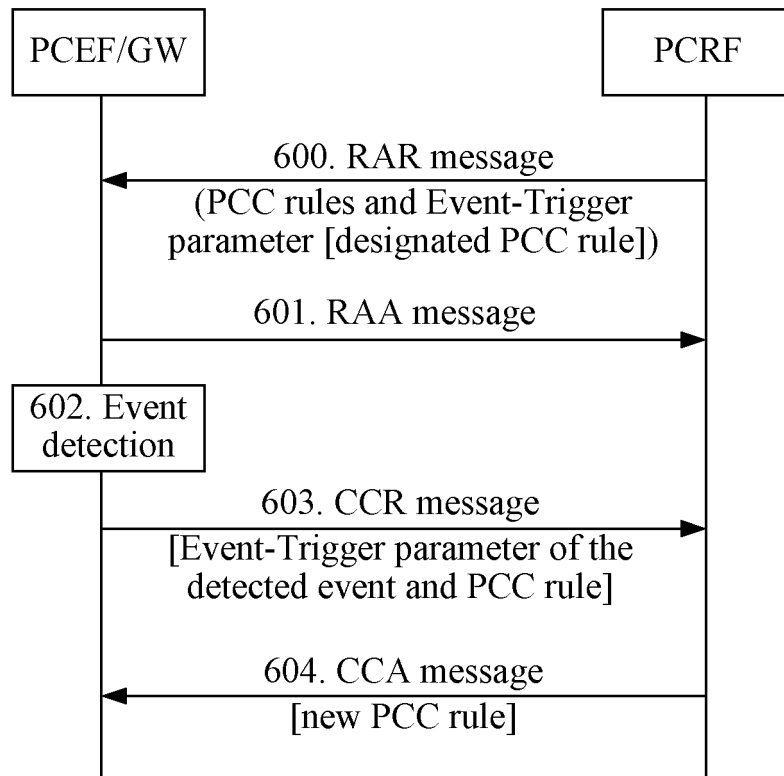 PCEF/GW
PCRF
600. RAR message
(PCC rules and Event-Trigger
parameter [designated PCC rule])
601. RAA message
602. Event
detection
603. CCR message
[Event-Trigger parameter of the
detected event and PCC rule]
604. CCA message
[new PCC rule]